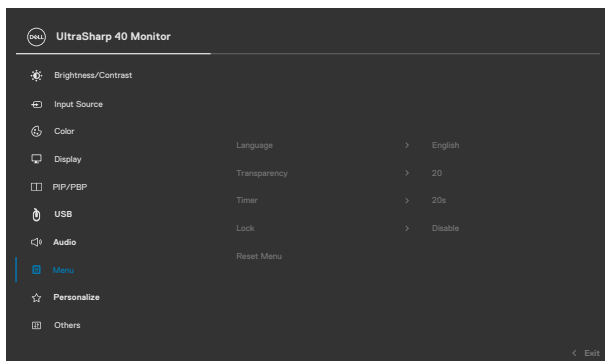 DELL UltraSharp 40 Monitor
Brightness/Contrast
Input Source
Color
Display
PIP/PBP
USB
Audio
Menu
Personalize
Others
Language > English
Transparency > 20
Timer > 20s
Lock > Disable
Reset Menu
< Exit